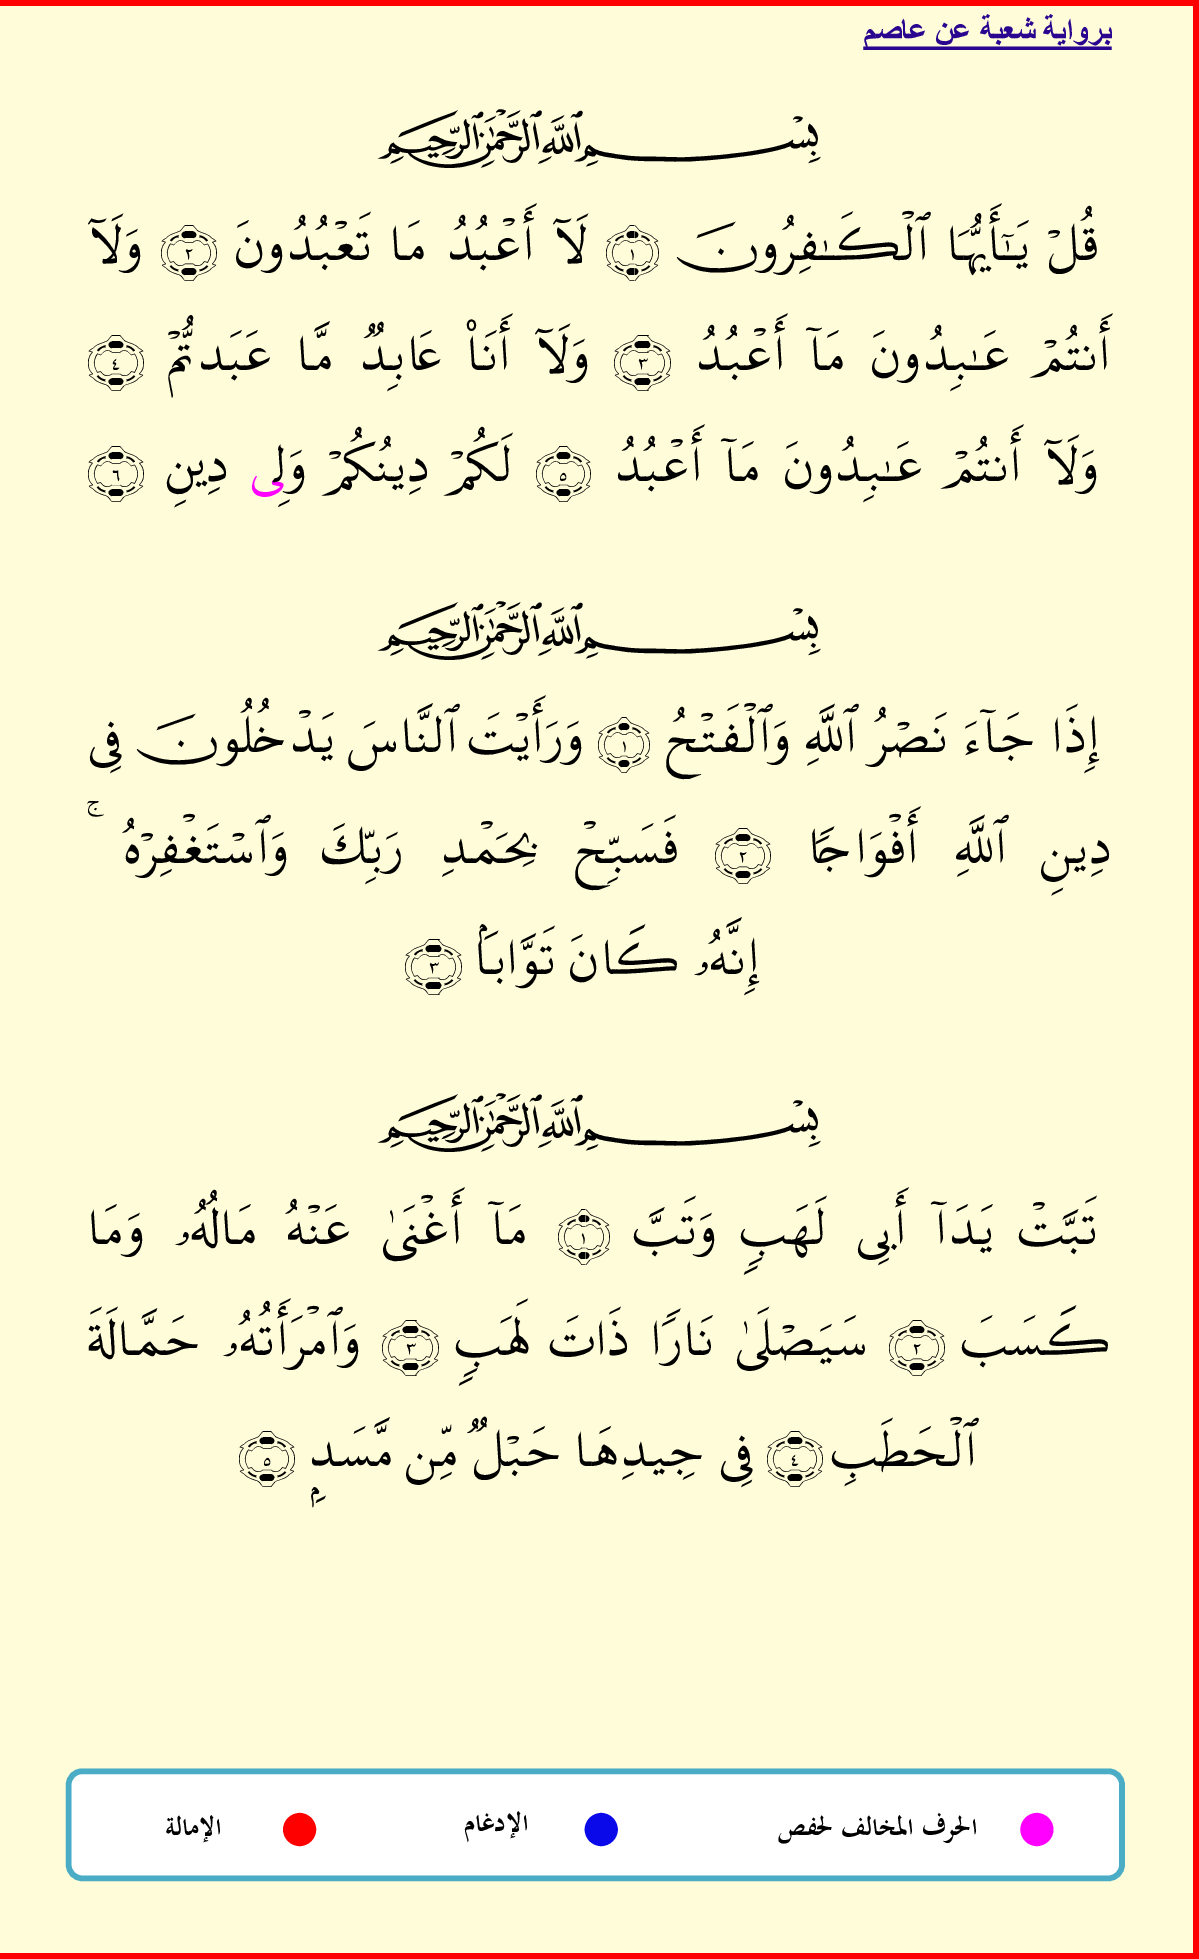 برواية شعبة عن عاصم
بِسْمِ ٱللَّهِ ٱلرَّحْمَٰنِ ٱلرَّحِيمِ
قُلْ يَـٰٓأَيُّهَا ٱلْكَـٰفِرُونَ ١ لَآ أَعْبُدُ مَا تَعْبُدُونَ ٢ وَلَآ
أَنتُمْ عَـٰبِدُونَ مَآ أَعْبُدُ ٣ وَلَآ أَنَا۠ عَابِدٌ مَّا عَبَدتُّمْ ٤
وَلَآ أَنتُمْ عَـٰبِدُونَ مَآ أَعْبُدُ ٥ لَكُمْ دِينُكُمْ وَلِى دِينِ ٦
بِسْمِ ٱللَّهِ ٱلرَّحْمَٰنِ ٱلرَّحِيمِ
إِذَا جَآءَ نَصْرُ ٱللَّهِ وَٱلْفَتْحُ ١ وَرَأَيْتَ ٱلنَّاسَ يَدْخُلُونَ فِى
دِينِ ٱللَّهِ أَفْوَاجًا ٢ فَسَبِّحْ بِحَمْدِ رَبِّكَ وَٱسْتَغْفِرْهُ ۚ
إِنَّهُۥ كَانَ تَوَّابَۢا ٣
بِسْمِ ٱللَّهِ ٱلرَّحْمَٰنِ ٱلرَّحِيمِ
تَبَّتْ يَدَآ أَبِى لَهَبٍ وَتَبَّ ١ مَآ أَغْنَىٰ عَنْهُ مَالُهُۥ وَمَا
كَسَبَ ٢ سَيَصْلَىٰ نَارًا ذَاتَ لَهَبٍ ٣ وَٱمْرَأَتُهُۥ حَمَّالَةَ
ٱلْحَطَبِ ٤ فِى جِيدِهَا حَبْلٌ مِّن مَّسَدٍۭ ٥
الحرف المخالف لحفص الإدغام الإمالة